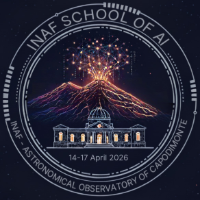 INAF SCHOOL OF AI
14-17 April 2026
INAF - ASTRONOMICAL OBSERVATORY OF CAPODIMONTE